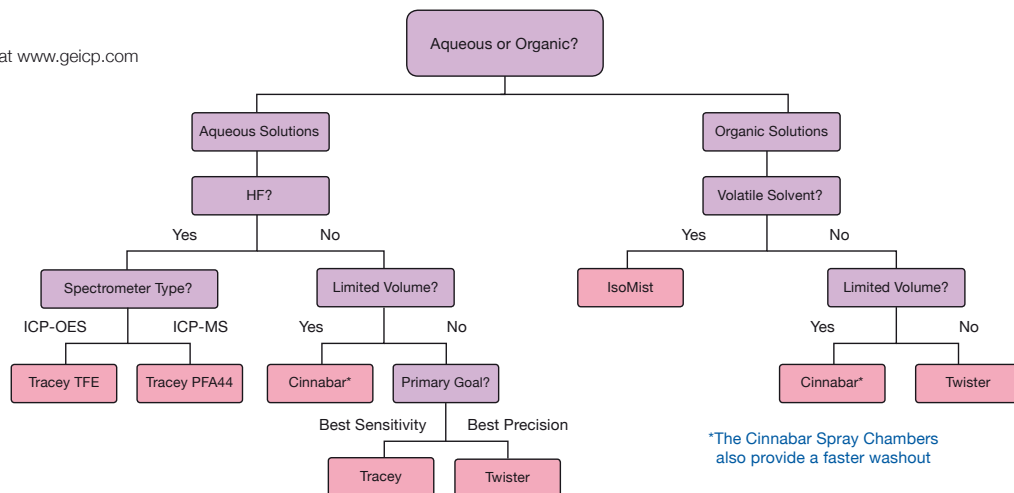 Aqueous or Organic?
at www.geicp.com
Aqueous Solutions
Organic Solutions
HF?
Volatile Solvent?
Yes
No
Yes
No
Spectrometer Type?
Limited Volume?
IsoMist
Limited Volume?
ICP-OES
ICP-MS
Yes
No
Yes
No
Tracey TFE
Tracey PFA44
Cinnabar*
Primary Goal?
Cinnabar*
Twister
Best Sensitivity
Best Precision
*The Cinnabar Spray Chambers
also provide a faster washout
Tracey
Twister